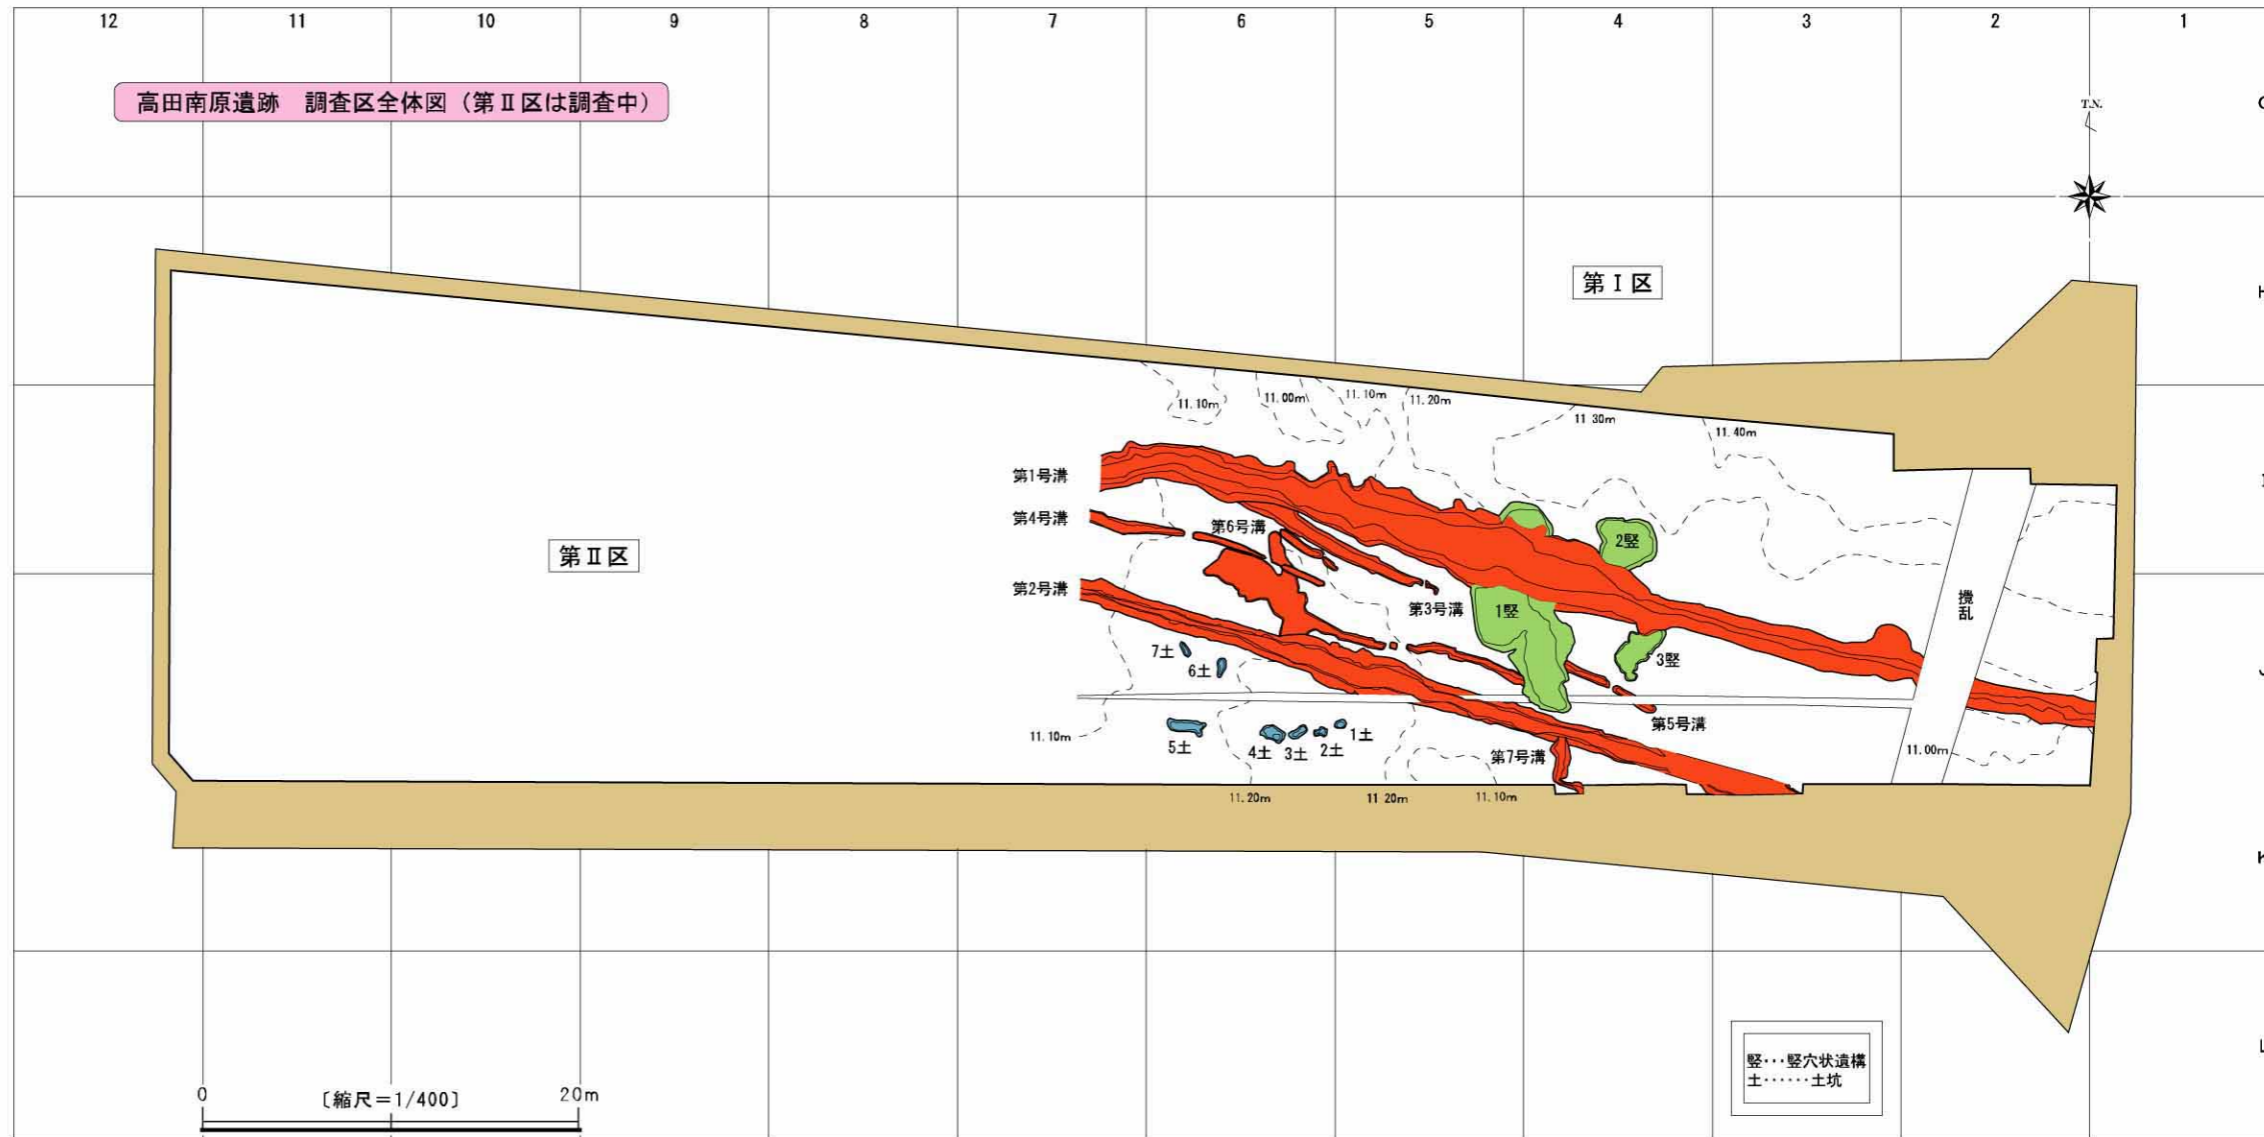 12 11 10 9 8 7 6 5 4 3 2 1
高田南原遺跡 調査区全体図（第Ⅱ区は調査中）
T.N.
第Ⅰ区
11.10m 11.00m 11.10m 11.20m 11 30m 11.40m
第1号溝
第4号溝
第6号溝
2竪
第Ⅱ区
第2号溝
第3号溝
1竪
攪乱
7土
6土
3竪
第5号溝
11.10m
5土
4土
3土
2土
1土
第7号溝
11.00m
11.20m 11 20m 11.10m
K
竪‥‥竪穴状遺構
土‥‥‥土坑
0 〔縮尺＝1/400〕 20m